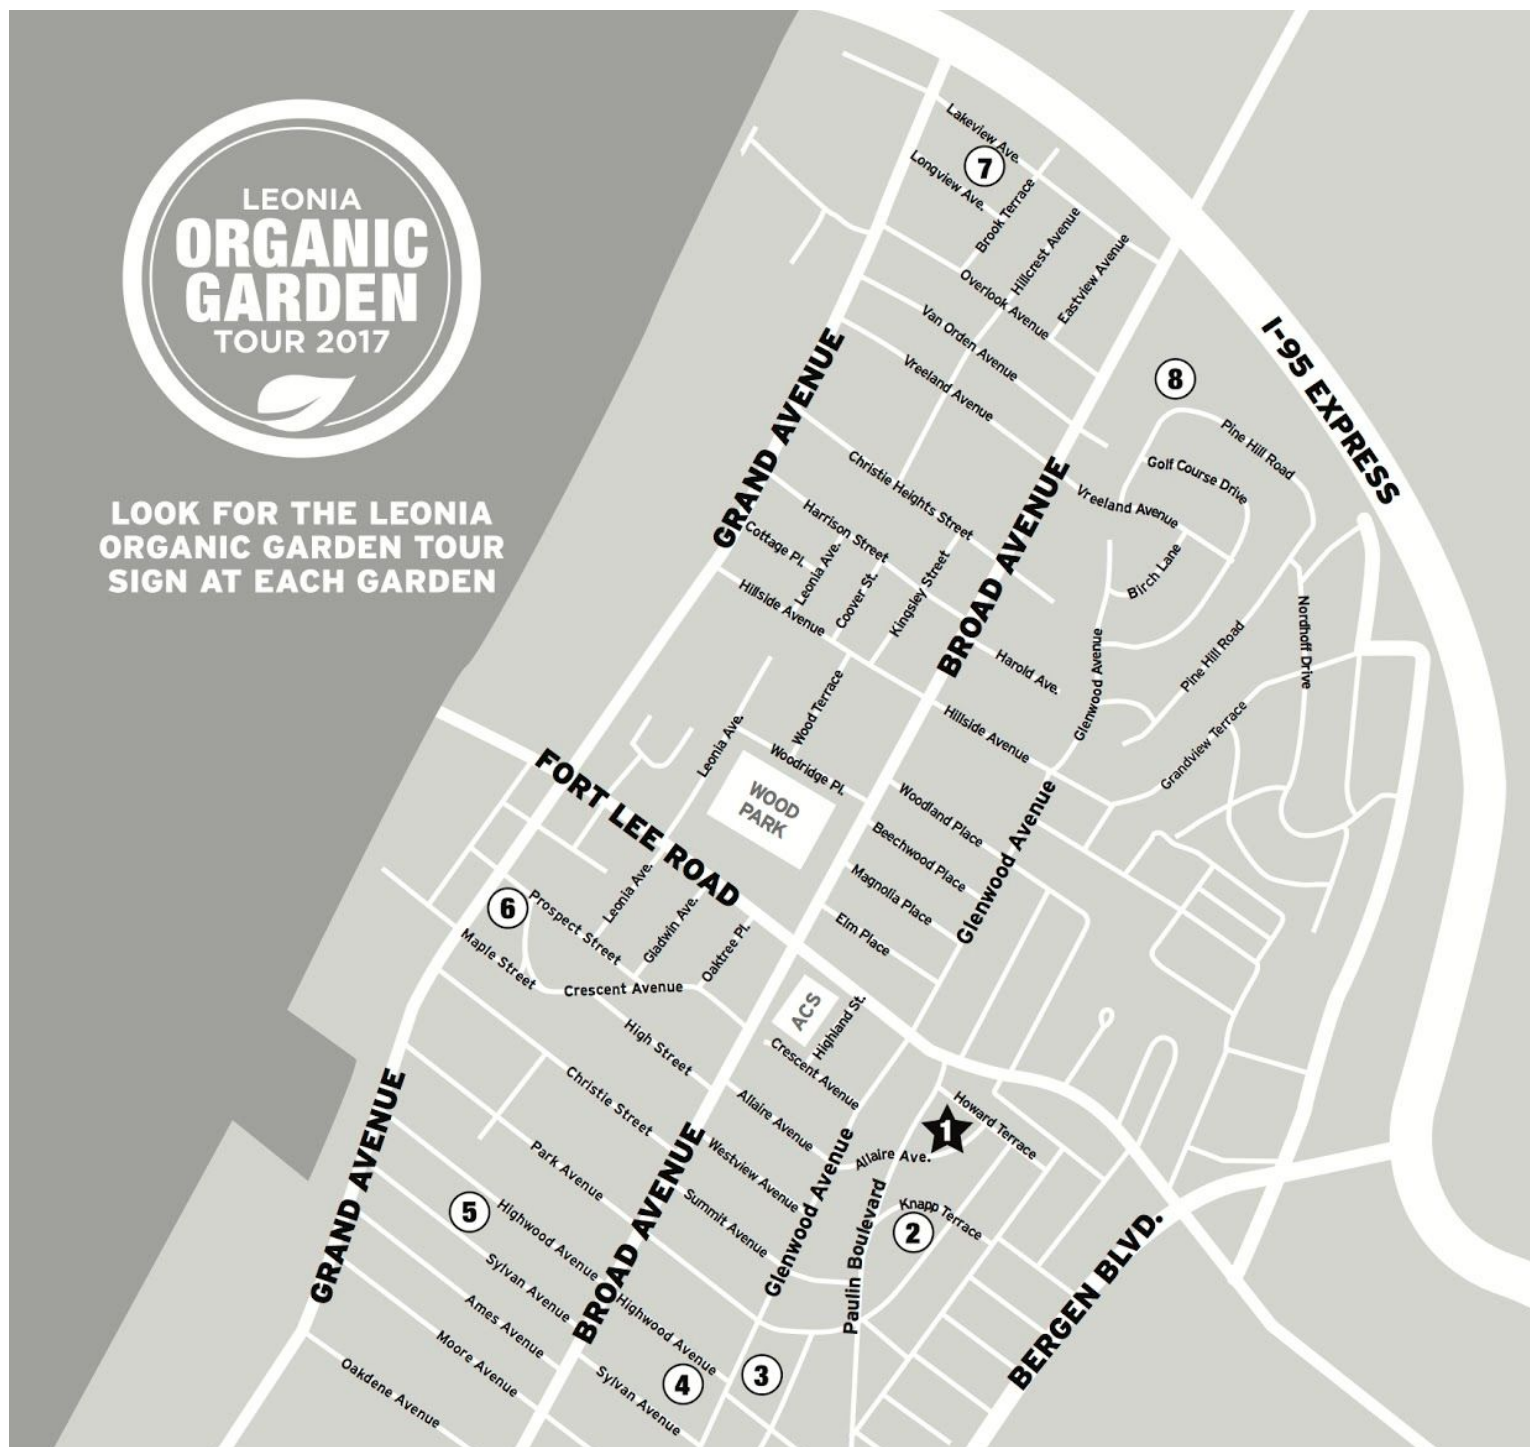 LEONIA
ORGANIC
GARDEN
TOUR 2017
LOOK FOR THE LEONIA
ORGANIC GARDEN TOUR
SIGN AT EACH GARDEN
Lakeview Ave.
7
Longview Ave.
Brook Terrace
Hillcrest Avenue
Eastview Avenue
Overlook Avenue
Van Orden Avenue
Vreeland Avenue
I-95 EXPRESS
8
GRAND AVENUE
Pine Hill Road
Golf Course Drive
Christie Heights Street
BROAD AVENUE
Vreeland Avenue
Harrison Street
Cottage Pl.
Leonia Ave.
Coover St.
Kingsley Street
Birch Lane
Hillside Avenue
Nordhoff Drive
Pine Hill Road
Harold Ave.
Glenwood Avenue
Hillside Avenue
Wood Terrace
Leonia Ave.
Woodridge Pl.
Grandview Terrace
FORT LEE ROAD
WOOD
PARK
Woodland Place
Beechwood Place
Glenwood Avenue
Magnolia Place
Elm Place
6
Prospect Street
Leonia Ave.
Gladwin Ave.
Oaktree Pl.
Maple Street
Crescent Avenue
ACS
Highland St.
High Street
Crescent Avenue
Christie Street
Allaire Avenue
Howard Terrace
1
Allaire Ave.
GRAND AVENUE
Park Avenue
Westview Avenue
Summit Avenue
Glenwood Avenue
Paulin Boulevard
Knapp Terrace
2
5
Highwood Avenue
BROAD AVENUE
BERGEN BLVD.
Sylvan Avenue
Ames Avenue
Highwood Avenue
Moore Avenue
Oakdene Avenue
Sylvan Avenue
4
3